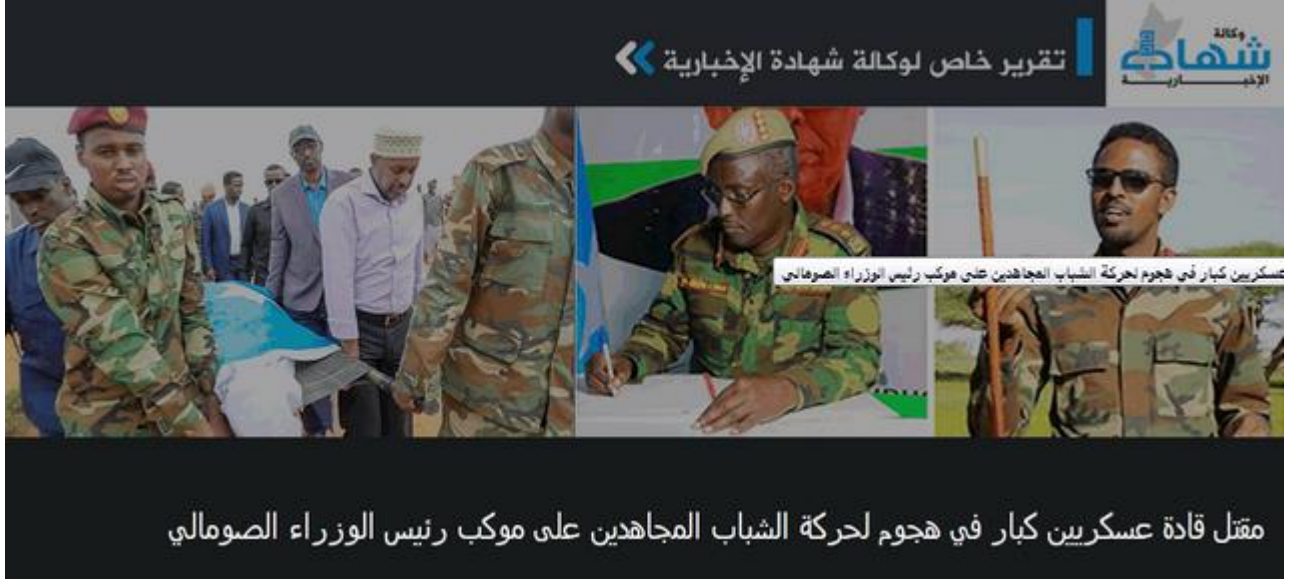 وكالة
شهادة
الإخبـــاريـــة
تقرير خاص لوكالة شهادة الإخبارية
عسكريين كبار في هجوم لحركة الشباب المجاهدين على موكب رئيس الوزراء الصومالي
مقتل قادة عسكريين كبار في هجوم لحركة الشباب المجاهدين على موكب رئيس الوزراء الصومالي